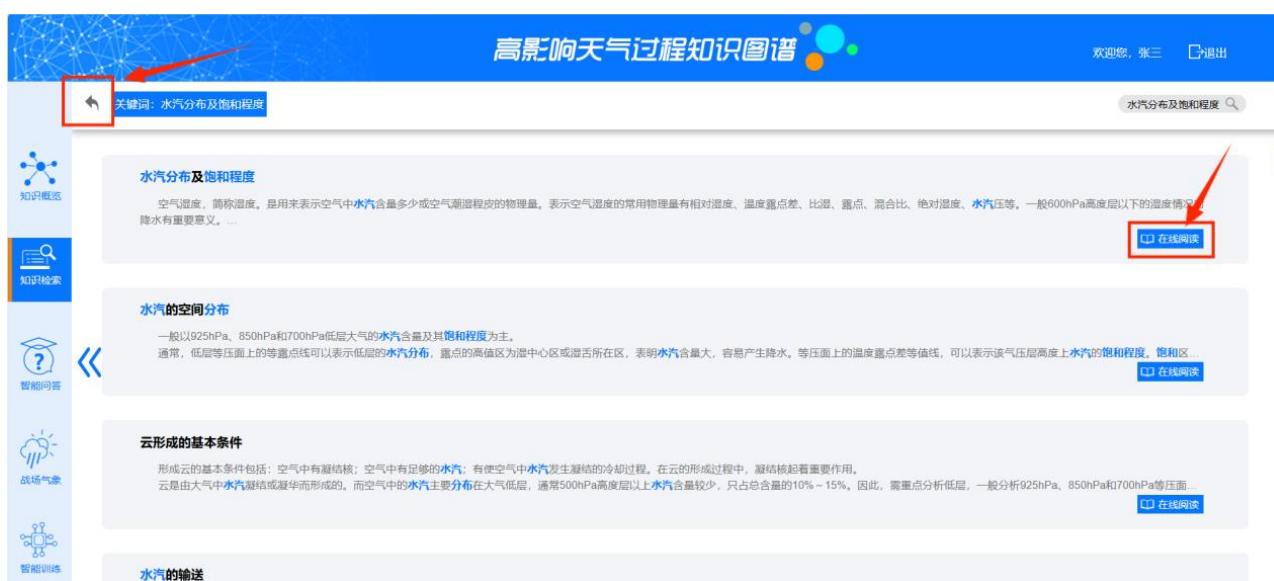 高影响天气过程知识图谱
欢迎您，张三 退出
关键词：水汽分布及饱和程度
水汽分布及饱和程度
知识概览
知识检索
智能问答
战场气象
智能训练
水汽分布及饱和程度
空气湿度，简称湿度。是用来表示空气中水汽含量多少或空气潮湿程皮的物理量。表示空气湿度的常用物理量有相对湿度、温度露点差、比湿、露点、混合比、绝对湿度、水汽压等。一般600hPa高度层以下的湿度情况
降水有重要意义。...
在线阅读
水汽的空间分布
一般以925hPa、850hPa和700hPa低层大气的水汽含量及其饱和程度为主。
通常，低层等压面上的等露点线可以表示低层的水汽分布，露点的高值区为湿中心区或湿舌所在区，表明水汽含量大，容易产生降水。等压面上的温度露点差等值线，可以表示该气压层高度上水汽的饱和程度。饱和区...
在线阅读
云形成的基本条件
形成云的基本条件包括：空气中有凝结核；空气中有足够的水汽；有使空气中水汽发生凝结的冷却过程。在云的形成过程中，凝结核起着重要作用。
云是由大气中水汽凝结或凝华而形成的。而空气中的水汽主要分布在大气低层，通常500hPa高度层以上水汽含量较少，只占总含量的10%～15%。因此，需重点分析低层，一般分析925hPa、850hPa和700hPa等压面...
在线阅读
水汽的输送